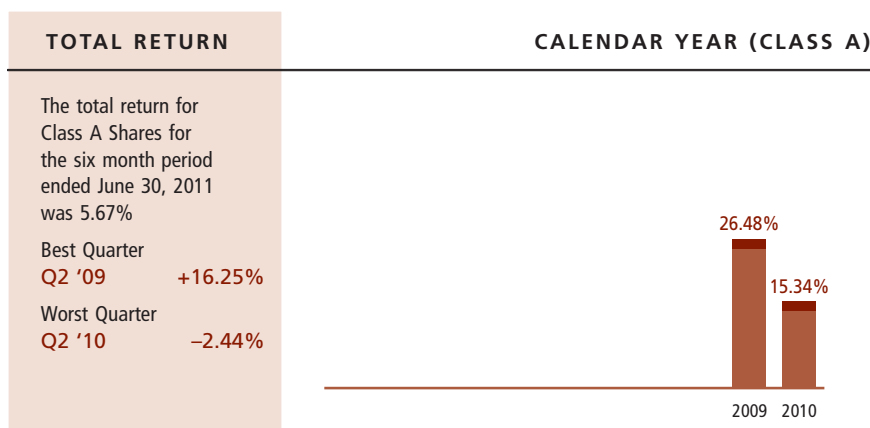 TOTAL RETURN
CALENDAR YEAR (CLASS A)
The total return for
Class A Shares for
the six month period
ended June 30, 2011
was 5.67%
Best Quarter
Q2 ‘09 +16.25%
Worst Quarter
Q2 ‘10 –2.44%
26.48%
15.34%
2009 2010